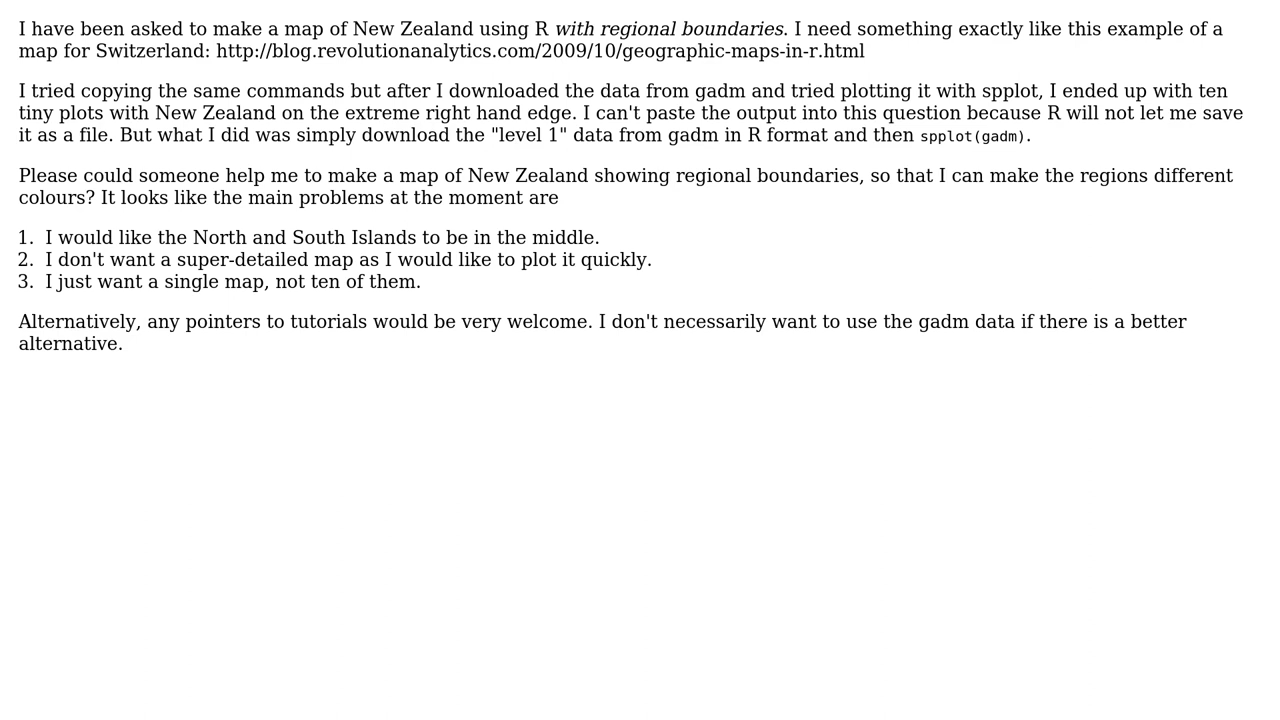 I have been asked to make a map of New Zealand using R with regional boundaries. I need something exactly like this example of a
map for Switzerland: http://blog.revolutionanalytics.com/2009/10/geographic-maps-in-r.html
I tried copying the same commands but after I downloaded the data from gadm and tried plotting it with spplot, I ended up with ten
tiny plots with New Zealand on the extreme right hand edge. I can't paste the output into this question because R will not let me save
it as a file. But what I did was simply download the "level 1" data from gadm in R format and then spplot(gadm).
Please could someone help me to make a map of New Zealand showing regional boundaries, so that I can make the regions different
colours? It looks like the main problems at the moment are
1. I would like the North and South Islands to be in the middle.
2. I don't want a super-detailed map as I would like to plot it quickly.
3. I just want a single map, not ten of them.
Alternatively, any pointers to tutorials would be very welcome. I don't necessarily want to use the gadm data if there is a better
alternative.